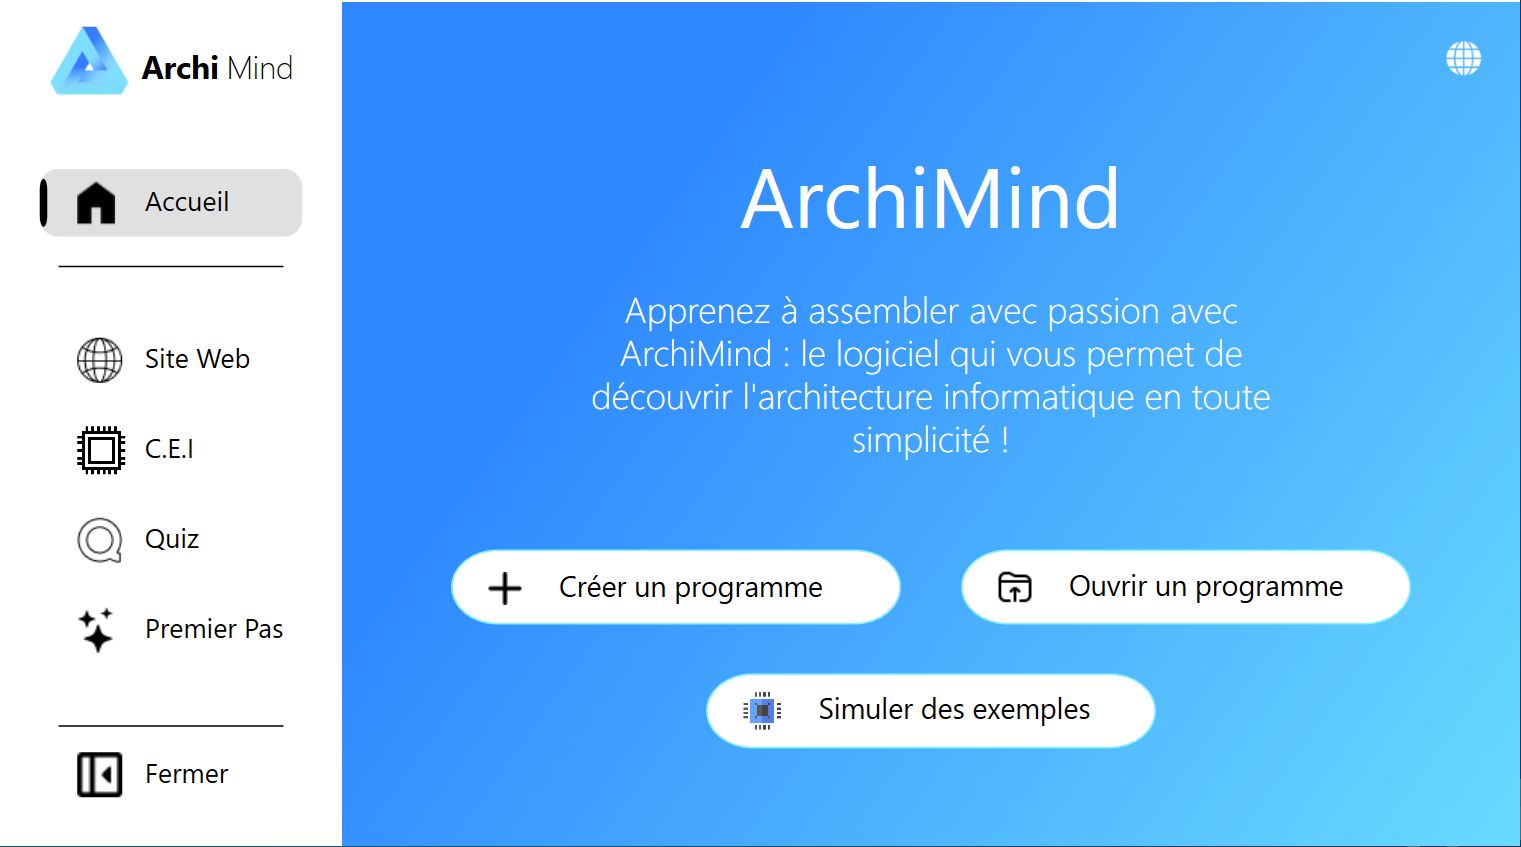 Archi Mind
Accueil
Site Web
C.E.I
Quiz
Premier Pas
Fermer
ArchiMind
Apprenez à assembler avec passion avec
ArchiMind : le logiciel qui vous permet de
découvrir l'architecture informatique en toute
simplicité !
Créer un programme
Ouvrir un programme
Simuler des exemples